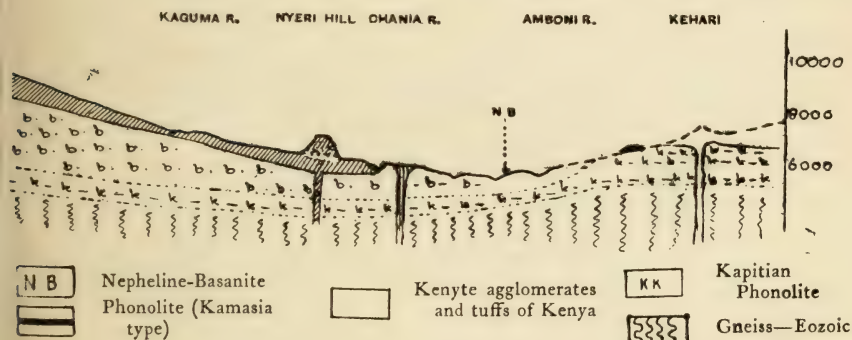 KAGUMA R. NYERI HILL CHANIA R. AMBONI R. KEHARI
10000
N B
8000
6000
N B Nepheline-Basanite
Phonolite (Kamasia
type)
Kenyte agglomerates
and tuffs of Kenya
KK Kapitian
Phonolite
Gneiss—Eozoic